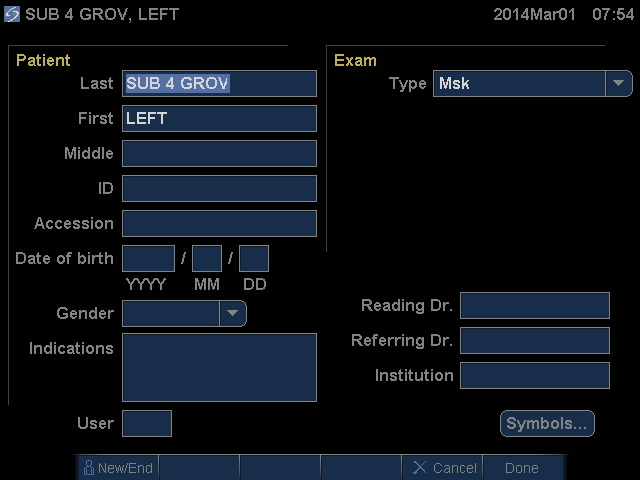 SUB 4 GROV, LEFT 2014Mar01 07:54
Patient
Last SUB 4 GROV
First LEFT
Middle
ID
Accession
Date of birth / /
YYYY MM DD
Gender
Indications
User
Exam
Type Msk
Reading Dr.
Referring Dr.
Institution
Symbols...
New/End Cancel Done